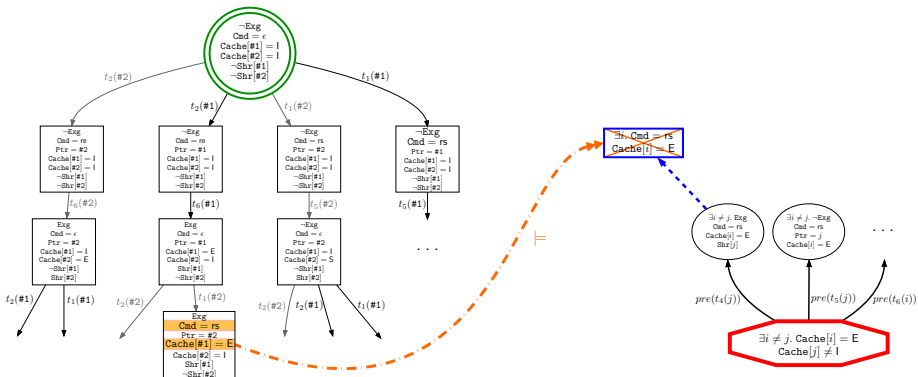 ¬Exg
Cmd = ϵ
Cache[#1] = I
Cache[#2] = I
¬Shr[#1]
¬Shr[#2]
t₂(#2)
t₂(#1)
t₁(#2)
t₁(#1)
¬Exg
Cmd = re
Ptr = #2
Cache[#1] = I
Cache[#2] = I
¬Shr[#1]
¬Shr[#2]
¬Exg
Cmd = re
Ptr = #1
Cache[#1] = I
Cache[#2] = I
¬Shr[#1]
¬Shr[#2]
¬Exg
Cmd = rs
Ptr = #2
Cache[#1] = I
Cache[#2] = I
¬Shr[#1]
¬Shr[#2]
¬Exg
Cmd = rs
Ptr = #1
Cache[#1] = I
Cache[#2] = I
¬Shr[#1]
¬Shr[#2]
t₆(#2)
t₆(#1)
t₅(#2)
t₅(#1)
Exg
Cmd = ϵ
Ptr = #2
Cache[#1] = I
Cache[#2] = E
¬Shr[#1]
Shr[#2]
Exg
Cmd = ϵ
Ptr = #1
Cache[#1] = E
Cache[#2] = I
Shr[#1]
¬Shr[#2]
¬Exg
Cmd = ϵ
Ptr = #2
Cache[#1] = I
Cache[#2] = S
¬Shr[#1]
Shr[#2]
. . .
t₂(#1)
t₁(#1)
t₂(#2)
t₁(#2)
t₂(#2)
t₂(#1)
t₁(#1)
Exg
Cmd = rs
Ptr = #2
Cache[#1] = E
Cache[#2] = I
Shr[#1]
¬Shr[#2]
⊨
∃i. Cmd = rs
Cache[i] = E
∃i ≠ j. Exg
Cmd = rs
Cache[i] = E
Shr[j]
∃i ≠ j. ¬Exg
Cmd = rs
Ptr = j
Cache[i] = E
. . .
pre(t₄(j))
pre(t₅(j))
pre(t₆(i))
∃i ≠ j. Cache[i] = E
Cache[j] ≠ I